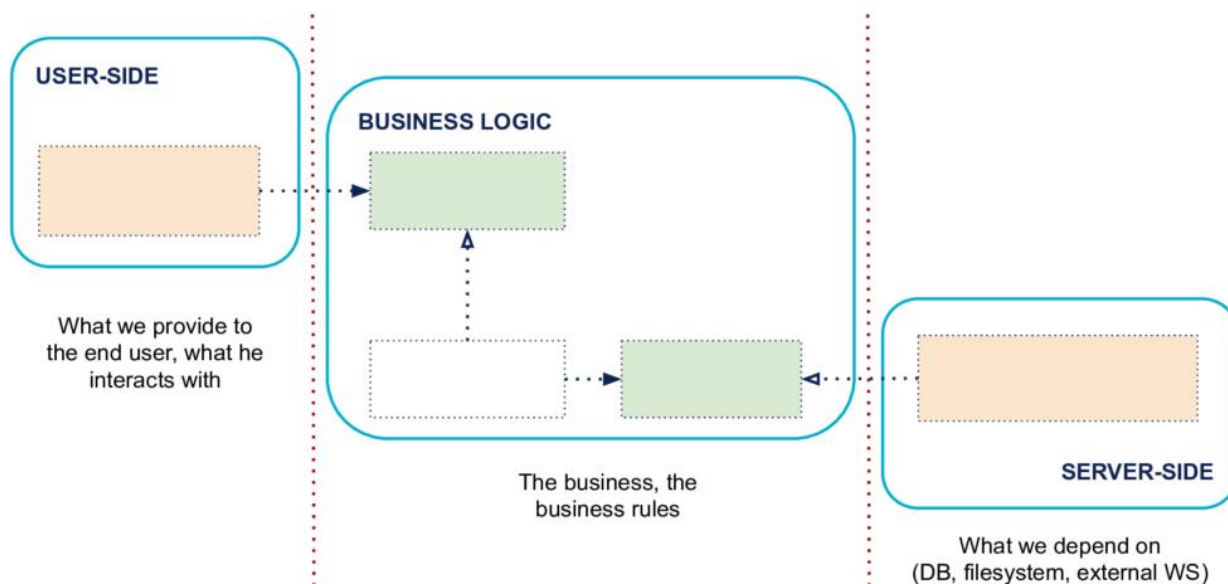 USER-SIDE
What we provide to
the end user, what he
interacts with
BUSINESS LOGIC
The business, the
business rules
SERVER-SIDE
What we depend on
(DB, filesystem, external WS)